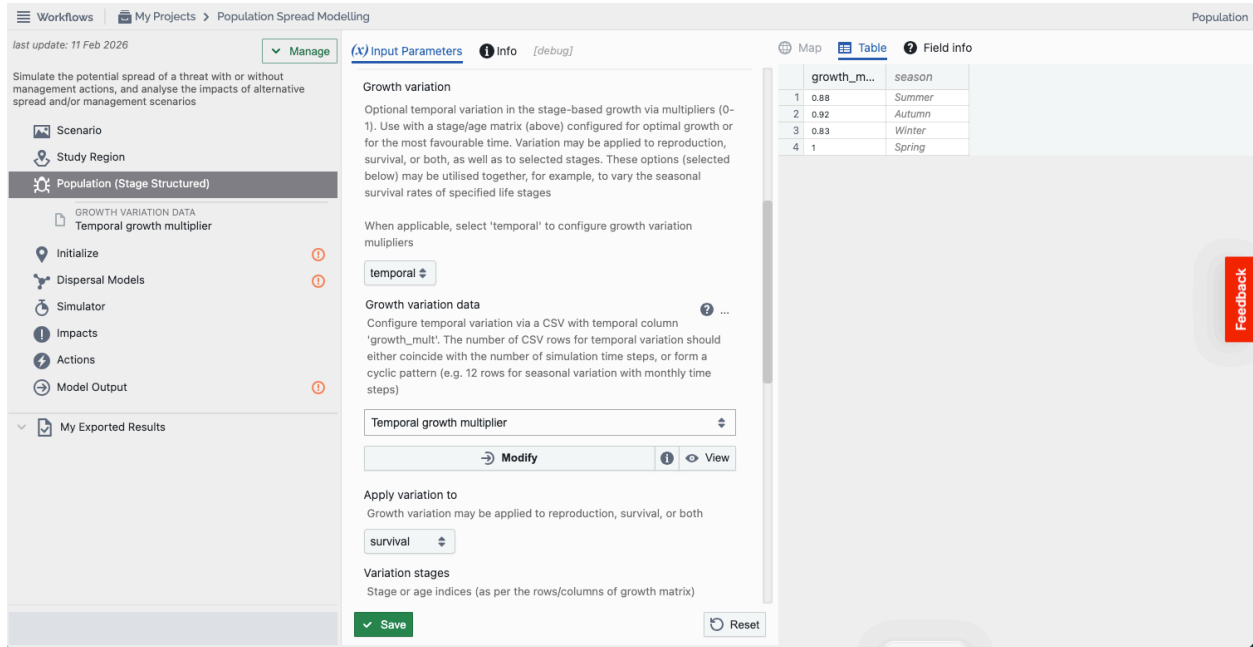 Workflows
My Projects > Population Spread Modelling
Population
last update: 11 Feb 2026
Manage
Simulate the potential spread of a threat with or without
management actions, and analyse the impacts of alternative
spread and/or management scenarios
Scenario
Study Region
Population (Stage Structured)
GROWTH VARIATION DATA
Temporal growth multiplier
Initialize
Dispersal Models
Simulator
Impacts
Actions
Model Output
My Exported Results
(x) Input Parameters
Info
[debug]
Growth variation
Optional temporal variation in the stage-based growth via multipliers (0-
1). Use with a stage/age matrix (above) configured for optimal growth or
for the most favourable time. Variation may be applied to reproduction,
survival, or both, as well as to selected stages. These options (selected
below) may be utilised together, for example, to vary the seasonal
survival rates of specified life stages
When applicable, select 'temporal' to configure growth variation
mulipliers
temporal
Growth variation data
? ...
Configure temporal variation via a CSV with temporal column
'growth_mult'. The number of CSV rows for temporal variation should
either coincide with the number of simulation time steps, or form a
cyclic pattern (e.g. 12 rows for seasonal variation with monthly time
steps)
Temporal growth multiplier
Modify
View
Apply variation to
Growth variation may be applied to reproduction, survival, or both
survival
Variation stages
Stage or age indices (as per the rows/columns of growth matrix)
Save
Reset
Map
Table
Field info
growth_m... season
1 0.88 Summer
2 0.92 Autumn
3 0.83 Winter
4 1 Spring
Feedback